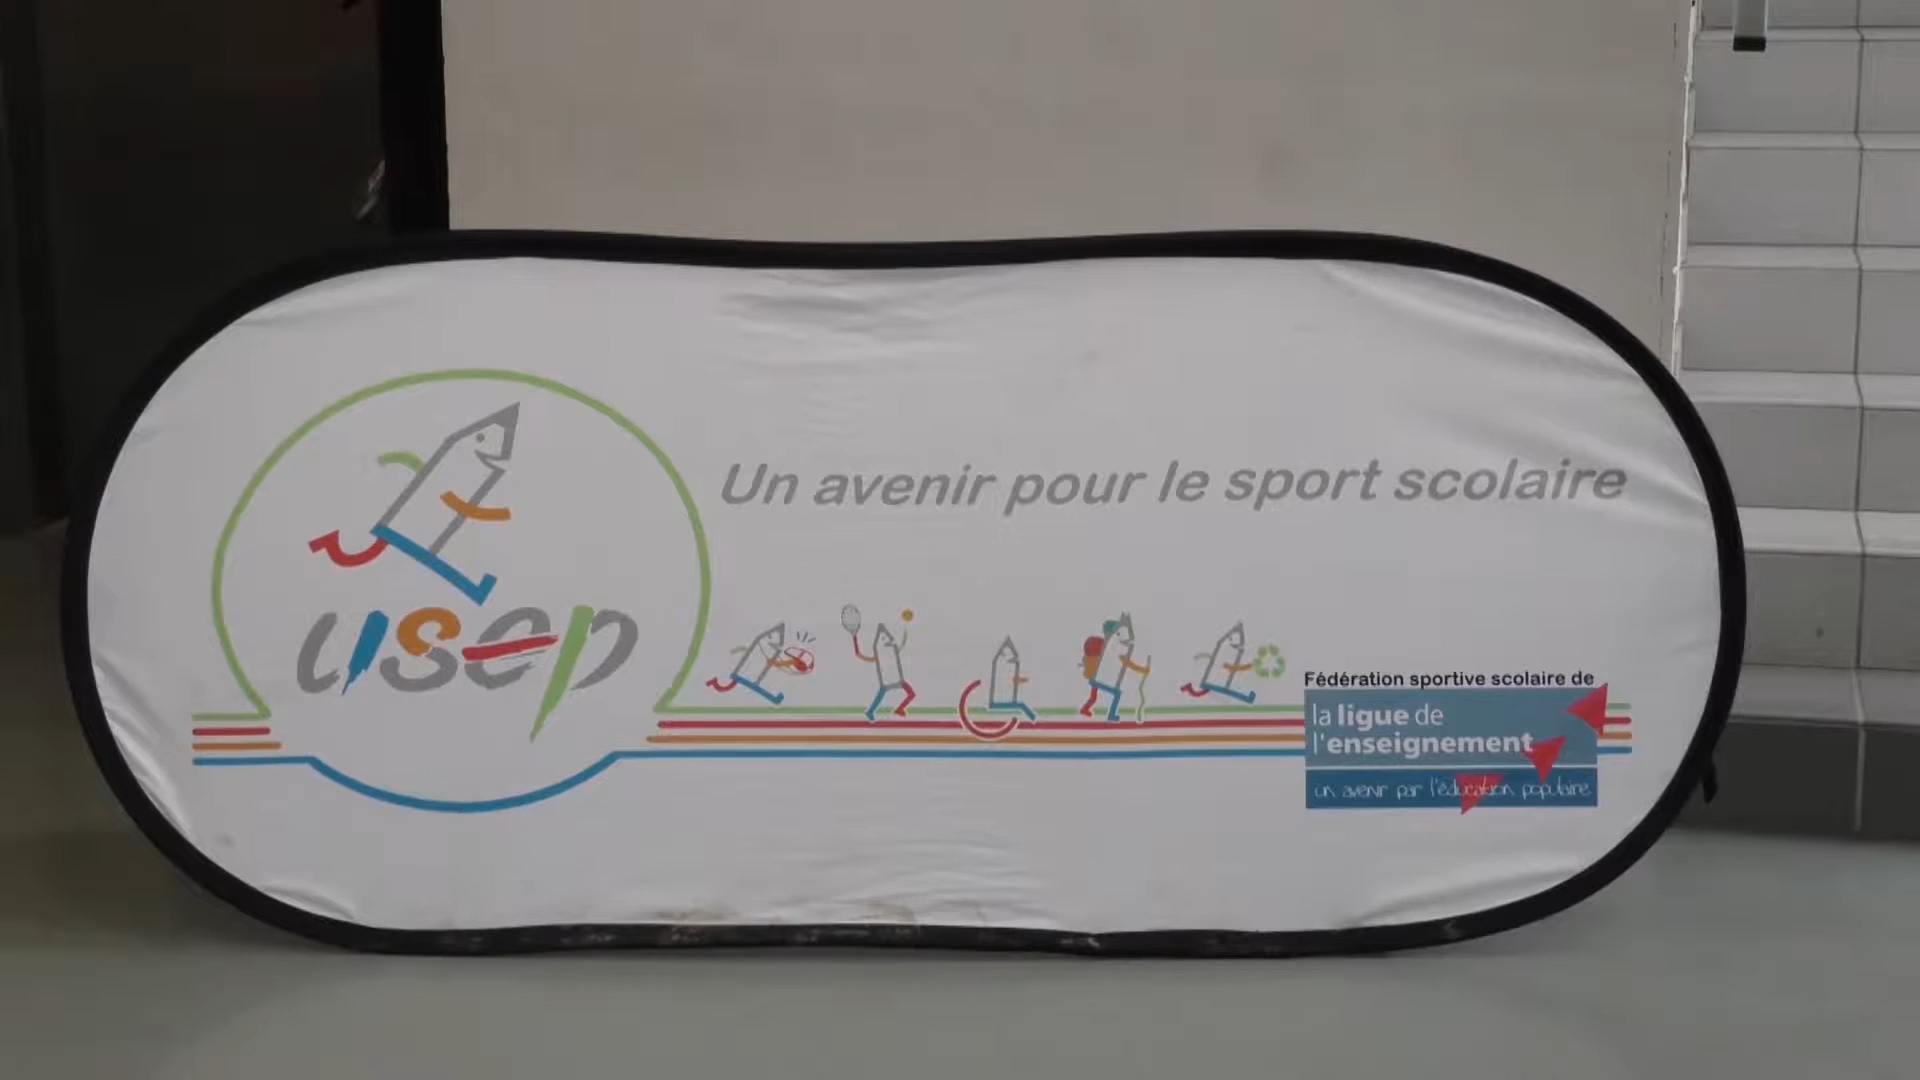 Un avenir pour le sport scolaire
usep
Fédération sportive scolaire de
la ligue de
l'enseignement
un avenir par l'éducation populaire